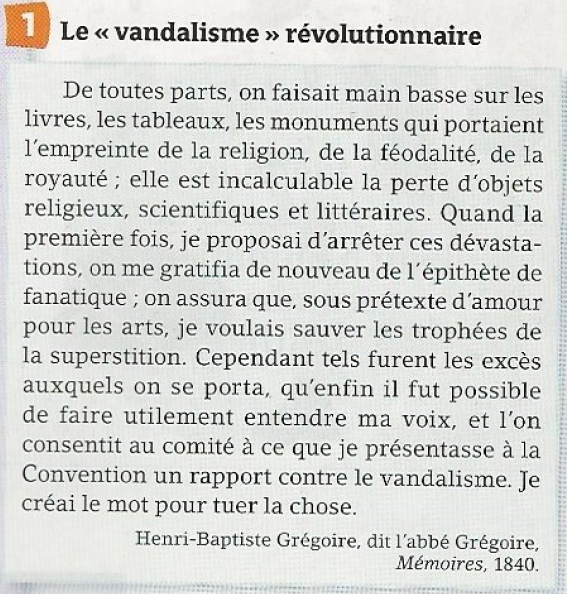 1 Le « vandalisme » révolutionnaire
De toutes parts, on faisait main basse sur les
livres, les tableaux, les monuments qui portaient
l'empreinte de la religion, de la féodalité, de la
royauté ; elle est incalculable la perte d'objets
religieux, scientifiques et littéraires. Quand la
première fois, je proposai d'arrêter ces dévasta-
tions, on me gratifia de nouveau de l'épithète de
fanatique ; on assura que, sous prétexte d'amour
pour les arts, je voulais sauver les trophées de
la superstition. Cependant tels furent les excès
auxquels on se porta, qu'enfin il fut possible
de faire utilement entendre ma voix, et l'on
consentit au comité à ce que je présentasse à la
Convention un rapport contre le vandalisme. Je
créai le mot pour tuer la chose.
Henri-Baptiste Grégoire, dit l'abbé Grégoire,
Mémoires, 1840.